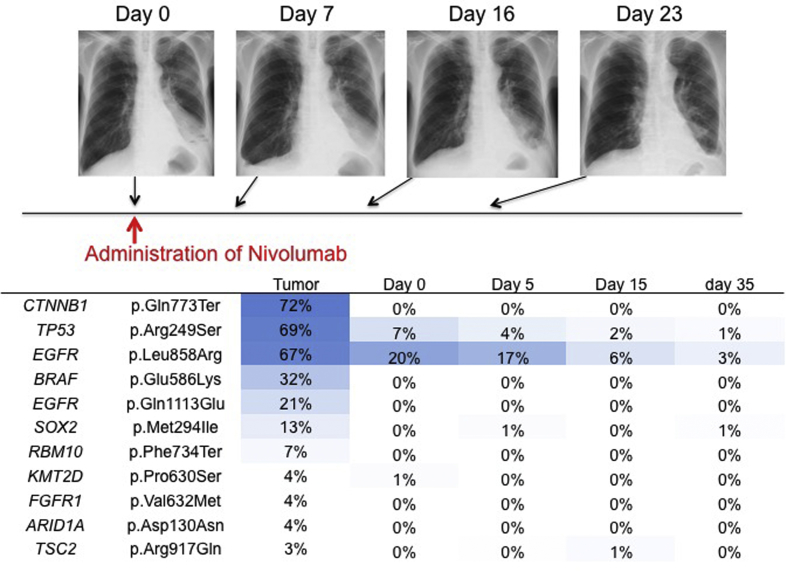 Day 0 Day 7 Day 16 Day 23
Administration of Nivolumab
Tumor Day 0 Day 5 Day 15 day 35
CTNNB1 p.Gln773Ter 72% 0% 0% 0% 0%
TP53 p.Arg249Ser 69% 7% 4% 2% 1%
EGFR p.Leu858Arg 67% 20% 17% 6% 3%
BRAF p.Glu586Lys 32% 0% 0% 0% 0%
EGFR p.Gln1113Glu 21% 0% 0% 0% 0%
SOX2 p.Met294Ile 13% 0% 1% 0% 1%
RBM10 p.Phe734Ter 7% 0% 0% 0% 0%
KMT2D p.Pro630Ser 4% 1% 0% 0% 0%
FGFR1 p.Val632Met 4% 0% 0% 0% 0%
ARID1A p.Asp130Asn 4% 0% 0% 0% 0%
TSC2 p.Arg917Gln 3% 0% 0% 1% 0%